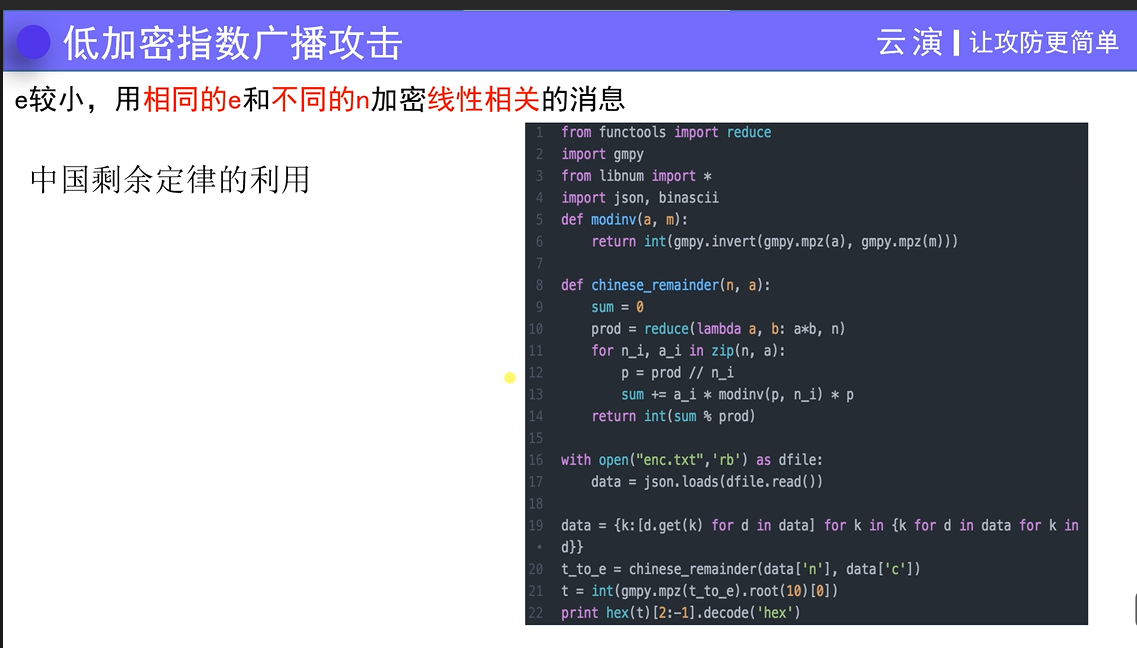 低加密指数广播攻击
云演 | 让攻防更简单
e较小，用相同的e和不同的n加密线性相关的消息
中国剩余定律的利用
1 from functools import reduce
2 import gmpy
3 from libnum import *
4 import json, binascii
5 def modinv(a, m):
6     return int(gmpy.invert(gmpy.mpz(a), gmpy.mpz(m)))
7
8 def chinese_remainder(n, a):
9     sum = 0
10     prod = reduce(lambda a, b: a*b, n)
11     for n_i, a_i in zip(n, a):
12         p = prod // n_i
13         sum += a_i * modinv(p, n_i) * p
14     return int(sum % prod)
15
16 with open("enc.txt",'rb') as dfile:
17     data = json.loads(dfile.read())
18
19 data = {k:[d.get(k) for d in data] for k in {k for d in data for k in
• d}}
20 t_to_e = chinese_remainder(data['n'], data['c'])
21 t = int(gmpy.mpz(t_to_e).root(10)[0])
22 print hex(t)[2:-1].decode('hex')